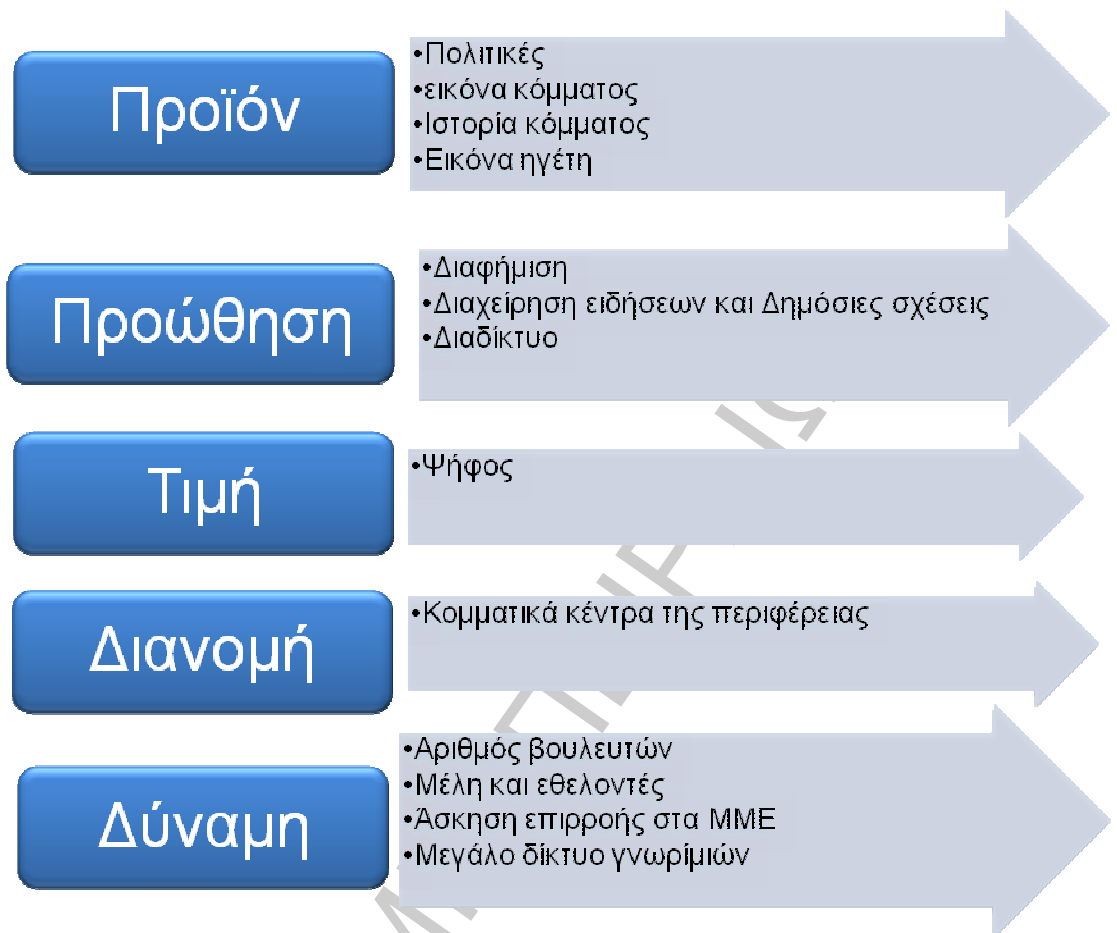 Προϊόν
•Πολιτικές
•εικόνα κόμματος
•Ιστορία κόμματος
•Εικόνα ηγέτη
Προώθηση
•Διαφήμιση
•Διαχείρηση ειδήσεων και Δημόσιες σχέσεις
•Διαδίκτυο
Τιμή
•Ψήφος
Διανομή
•Κομματικά κέντρα της περιφέρειας
Δύναμη
•Αριθμός βουλευτών
•Μέλη και εθελοντές
•Άσκηση επιρροής στα ΜΜΕ
•Μεγάλο δίκτυο γνωρίμιών